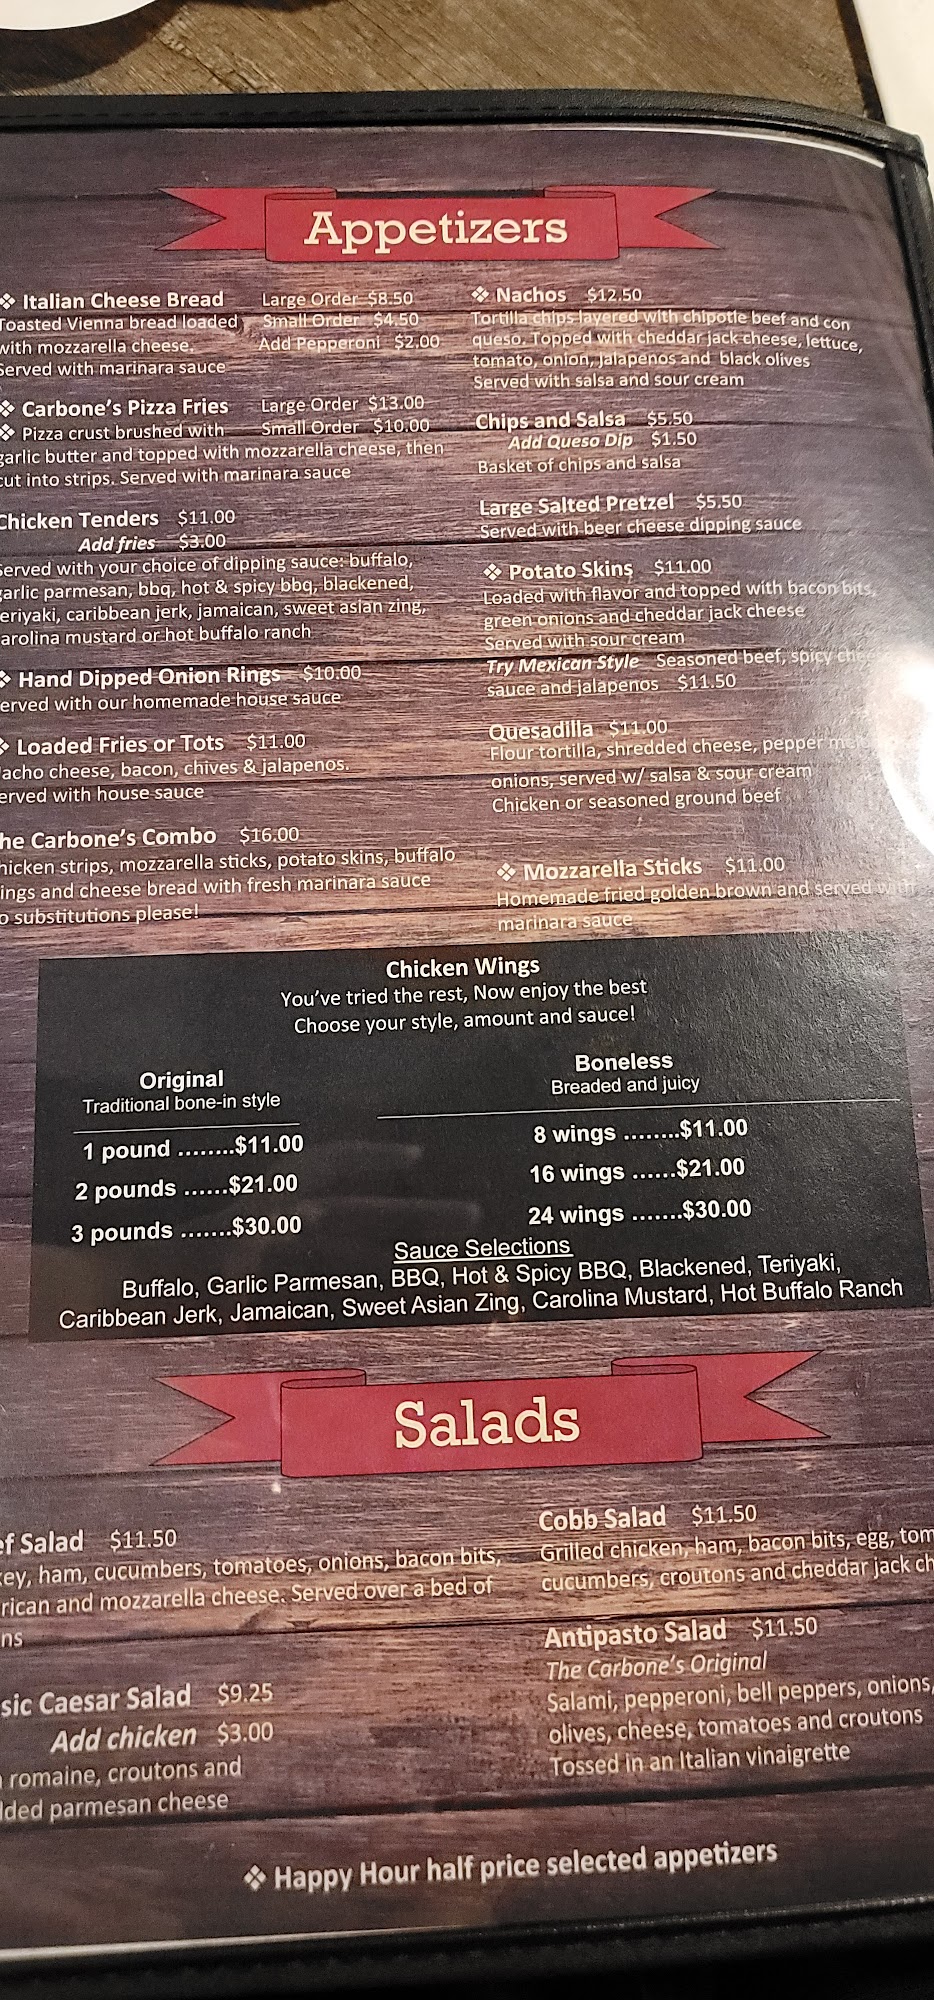 Appetizers
❖ Italian Cheese Bread Large Order $8.50
Toasted Vienna bread loaded Small Order $4.50
with mozzarella cheese. Add Pepperoni $2.00
Served with marinara sauce
❖ Carbone's Pizza Fries Large Order $13.00
❖ Pizza crust brushed with Small Order $10.00
garlic butter and topped with mozzarella cheese, then
cut into strips. Served with marinara sauce
Chicken Tenders $11.00
Add fries $3.00
Served with your choice of dipping sauce: buffalo,
garlic parmesan, bbq, hot & spicy bbq, blackened,
teriyaki, caribbean jerk, jamaican, sweet asian zing,
carolina mustard or hot buffalo ranch
❖ Hand Dipped Onion Rings $10.00
erved with our homemade house sauce
❖ Loaded Fries or Tots $11.00
acho cheese, bacon, chives & jalapenos.
erved with house sauce
he Carbone's Combo $16.00
hicken strips, mozzarella sticks, potato skins, buffalo
ings and cheese bread with fresh marinara sauce
o substitutions please!
❖ Nachos $12.50
Tortilla chips layered with chipotle beef and con
queso. Topped with cheddar jack cheese, lettuce,
tomato, onion, jalapenos and black olives
Served with salsa and sour cream
Chips and Salsa $5.50
Add Queso Dip $1.50
Basket of chips and salsa
Large Salted Pretzel $5.50
Served with beer cheese dipping sauce
❖ Potato Skins $11.00
Loaded with flavor and topped with bacon bits,
green onions and cheddar jack cheese
Served with sour cream
Try Mexican Style Seasoned beef, spicy cheese
sauce and jalapenos $11.50
Quesadilla $11.00
Flour tortilla, shredded cheese, pepper
onions, served w/ salsa & sour cream
Chicken or seasoned ground beef
❖ Mozzarella Sticks $11.00
Homemade fried golden brown and served with
marinara sauce
Chicken Wings
You've tried the rest, Now enjoy the best
Choose your style, amount and sauce!
Original
Traditional bone-in style
1 pound ........$11.00
2 pounds ......$21.00
3 pounds .......$30.00
Boneless
Breaded and juicy
8 wings ........$11.00
16 wings ......$21.00
24 wings .......$30.00
Sauce Selections
Buffalo, Garlic Parmesan, BBQ, Hot & Spicy BBQ, Blackened, Teriyaki,
Caribbean Jerk, Jamaican, Sweet Asian Zing, Carolina Mustard, Hot Buffalo Ranch
Salads
ef Salad $11.50
key, ham, cucumbers, tomatoes, onions, bacon bits,
rican and mozzarella cheese. Served over a bed of
ns
sic Caesar Salad $9.25
Add chicken $3.00
romaine, croutons and
dded parmesan cheese
Cobb Salad $11.50
Grilled chicken, ham, bacon bits, egg, tom
cucumbers, croutons and cheddar jack ch
Antipasto Salad $11.50
The Carbone's Original
Salami, pepperoni, bell peppers, onions,
olives, cheese, tomatoes and croutons
Tossed in an Italian vinaigrette
❖ Happy Hour half price selected appetizers